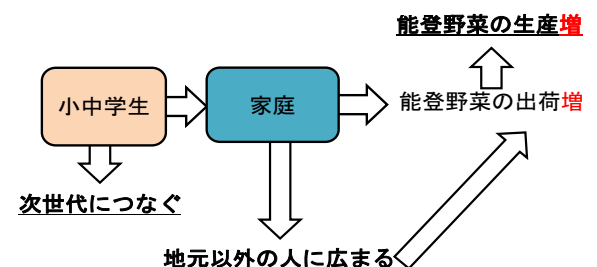 能登野菜の生産増
小中学生
家庭
能登野菜の出荷増
次世代につなぐ
地元以外の人に広まる